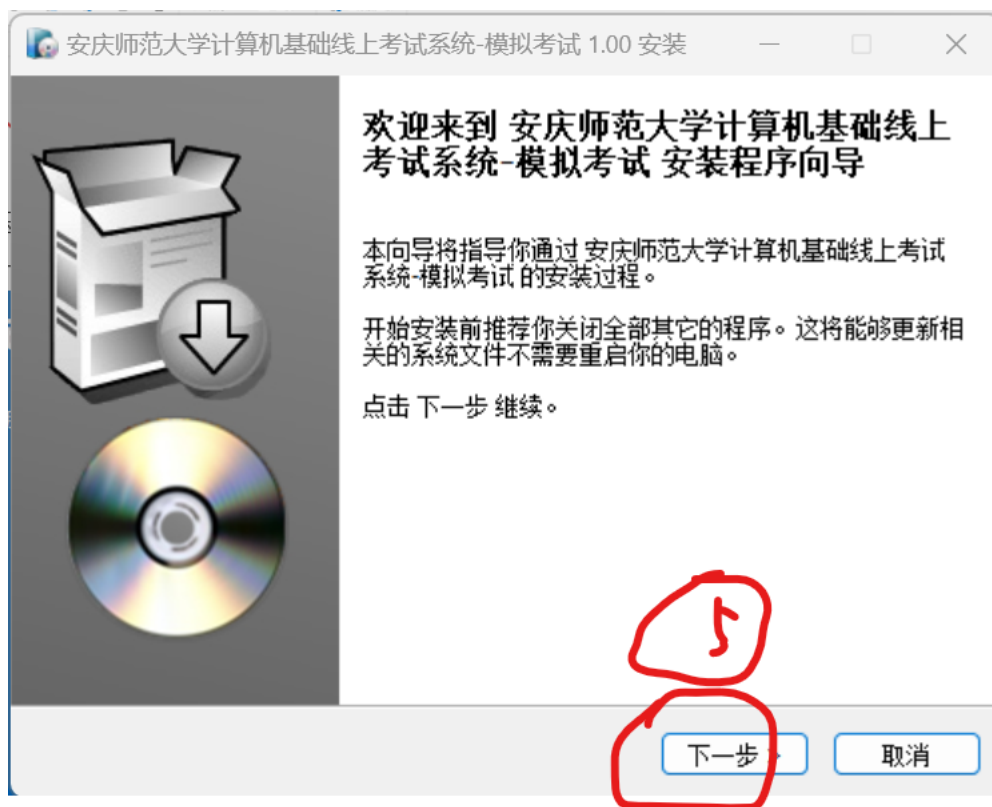 安庆师范大学计算机基础线上考试系统-模拟考试 1.00 安装
欢迎来到 安庆师范大学计算机基础线上
考试系统-模拟考试 安装程序向导
本向导将指导你通过 安庆师范大学计算机基础线上考试
系统-模拟考试 的安装过程。
开始安装前推荐你关闭全部其它的程序。这将能够更新相
关的系统文件不需要重启你的电脑。
点击 下一步 继续。
5
下一步 >
取消